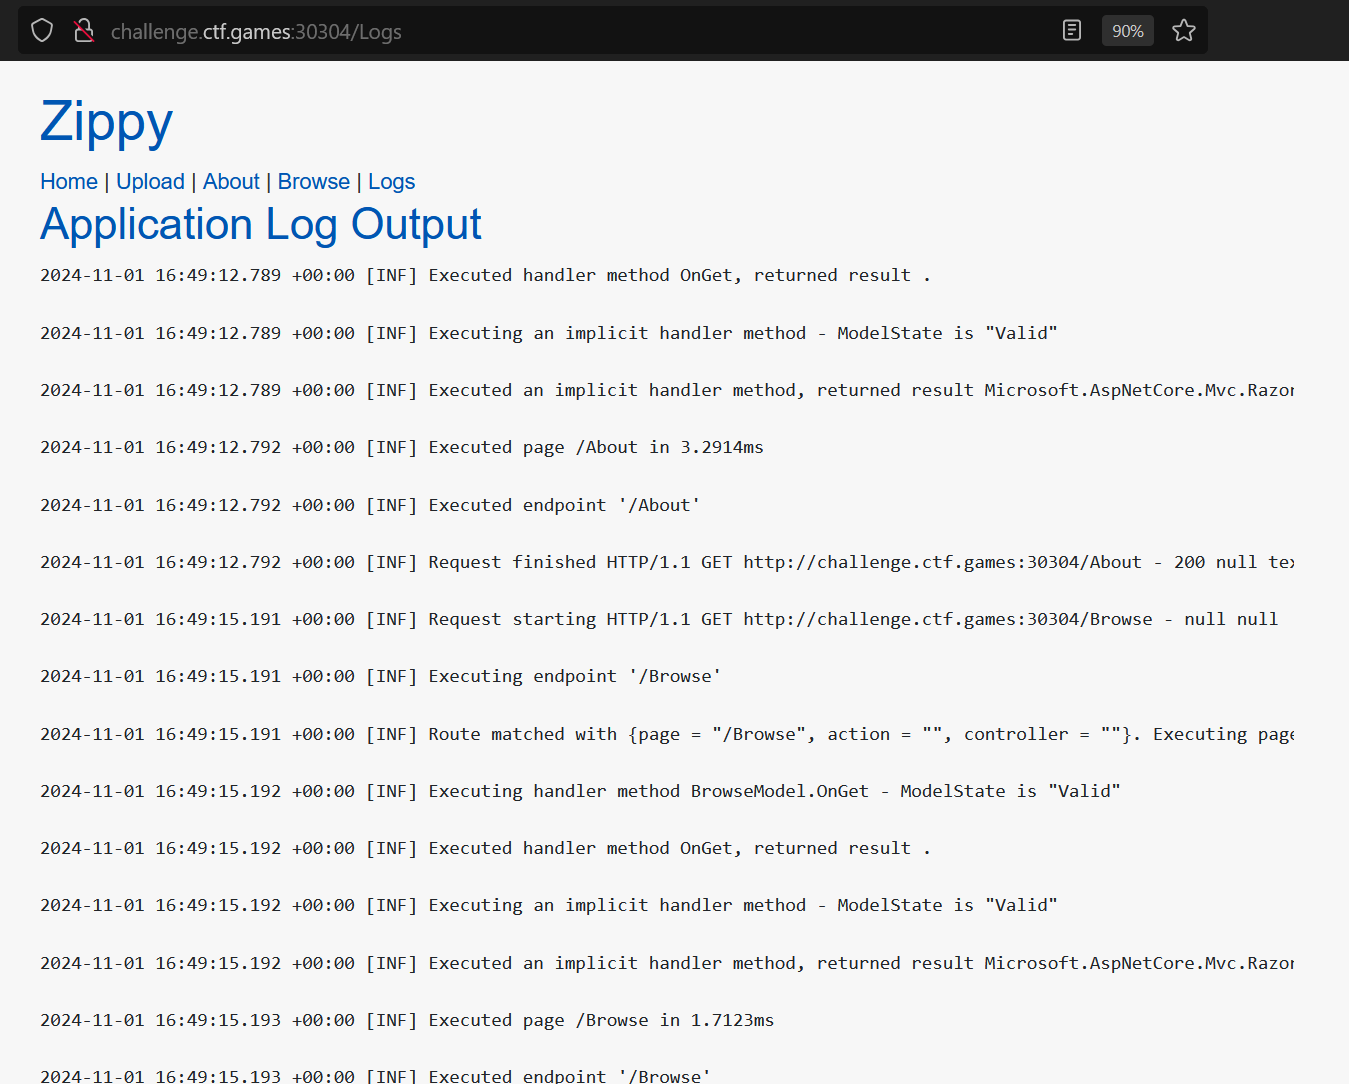 challenge.ctf.games:30304/Logs
90%
Zippy
Home | Upload | About | Browse | Logs
Application Log Output
2024-11-01 16:49:12.789 +00:00 [INF] Executed handler method OnGet, returned result .
2024-11-01 16:49:12.789 +00:00 [INF] Executing an implicit handler method - ModelState is "Valid"
2024-11-01 16:49:12.789 +00:00 [INF] Executed an implicit handler method, returned result Microsoft.AspNetCore.Mvc.Razor
2024-11-01 16:49:12.792 +00:00 [INF] Executed page /About in 3.2914ms
2024-11-01 16:49:12.792 +00:00 [INF] Executed endpoint '/About'
2024-11-01 16:49:12.792 +00:00 [INF] Request finished HTTP/1.1 GET http://challenge.ctf.games:30304/About - 200 null tex
2024-11-01 16:49:15.191 +00:00 [INF] Request starting HTTP/1.1 GET http://challenge.ctf.games:30304/Browse - null null
2024-11-01 16:49:15.191 +00:00 [INF] Executing endpoint '/Browse'
2024-11-01 16:49:15.191 +00:00 [INF] Route matched with {page = "/Browse", action = "", controller = ""}. Executing page
2024-11-01 16:49:15.192 +00:00 [INF] Executing handler method BrowseModel.OnGet - ModelState is "Valid"
2024-11-01 16:49:15.192 +00:00 [INF] Executed handler method OnGet, returned result .
2024-11-01 16:49:15.192 +00:00 [INF] Executing an implicit handler method - ModelState is "Valid"
2024-11-01 16:49:15.192 +00:00 [INF] Executed an implicit handler method, returned result Microsoft.AspNetCore.Mvc.Razor
2024-11-01 16:49:15.193 +00:00 [INF] Executed page /Browse in 1.7123ms
2024-11-01 16:49:15.193 +00:00 [INF] Executed endpoint '/Browse'